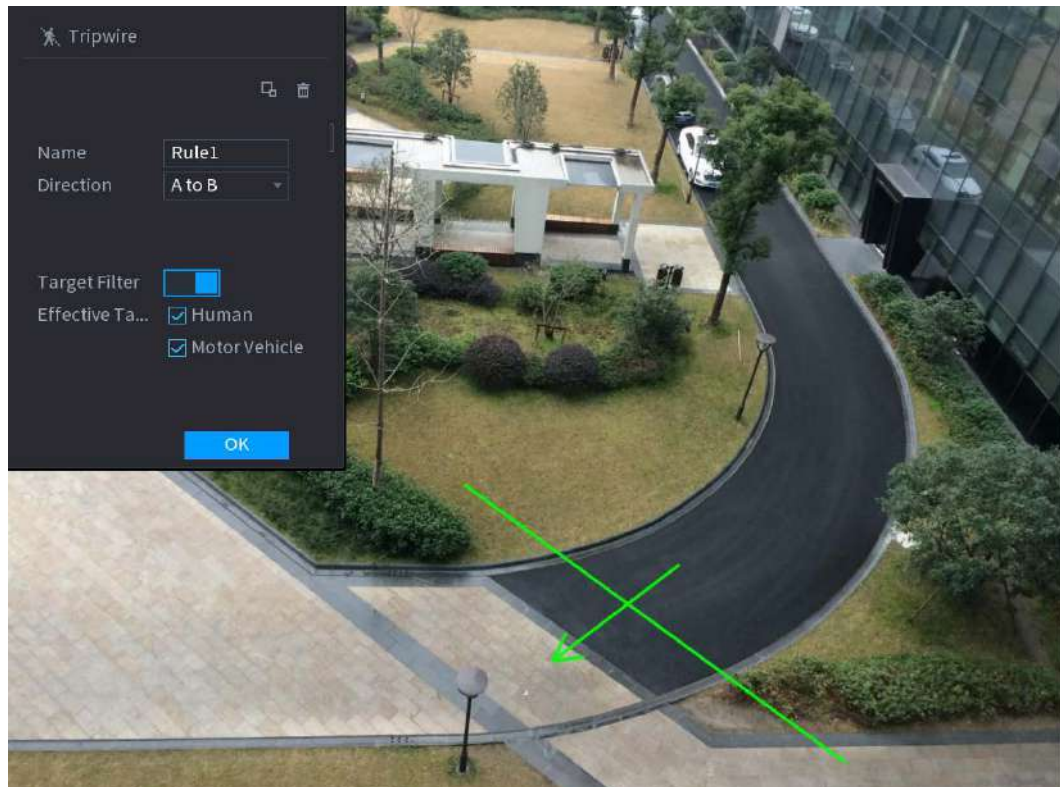 Tripwire
Name Rule1
Direction A to B
Target Filter
Effective Ta... Human
Motor Vehicle
OK